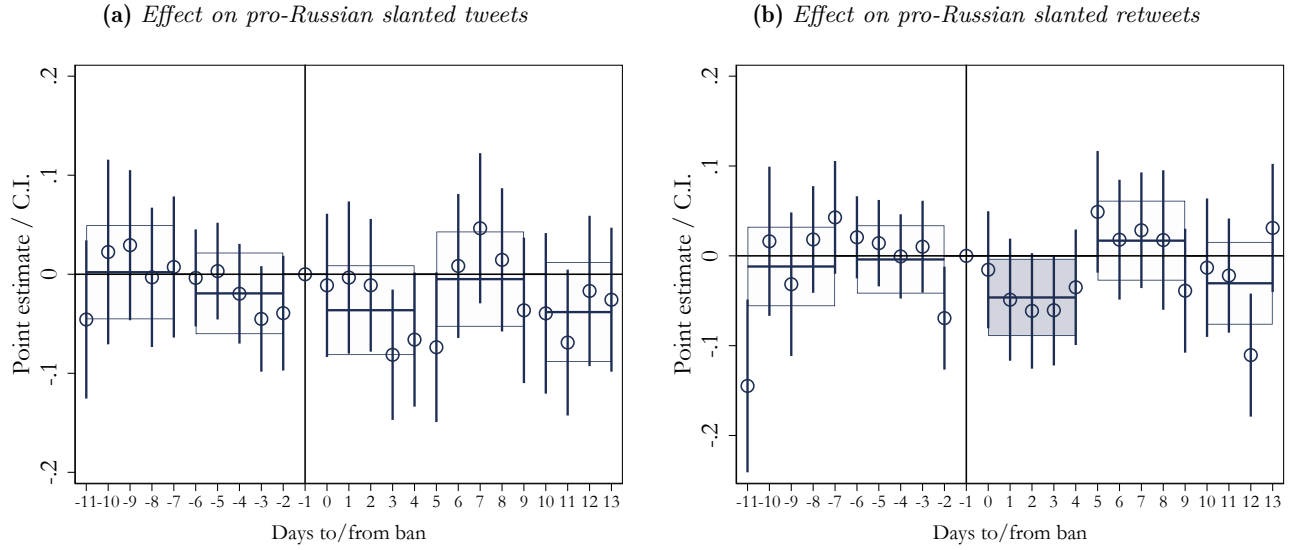 (a) Effect on pro-Russian slanted tweets
Point estimate / C.I.
.2
.1
0
-.1
-.2
-11 -10 -9 -8 -7 -6 -5 -4 -3 -2 -1 0 1 2 3 4 5 6 7 8 9 10 11 12 13
Days to/from ban
(b) Effect on pro-Russian slanted retweets
Point estimate / C.I.
.2
.1
0
-.1
-.2
-11 -10 -9 -8 -7 -6 -5 -4 -3 -2 -1 0 1 2 3 4 5 6 7 8 9 10 11 12 13
Days to/from ban